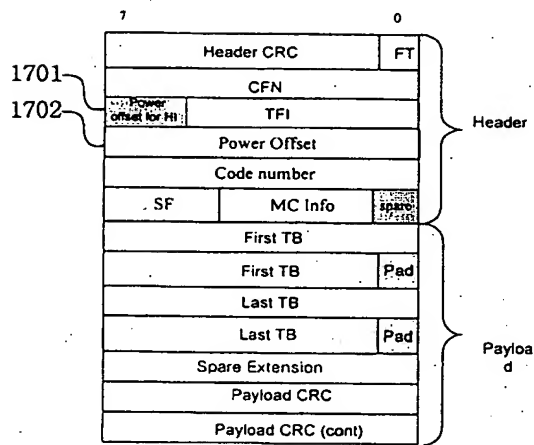 7 0
Header CRC FT
1701
CFN
Power offset for HI TFI
1702
Power Offset
Header
Code number
SF MC Info spare
First TB
First TB Pad
Last TB
Last TB Pad
Payloa
d
Spare Extension
Payload CRC
Payload CRC (cont)